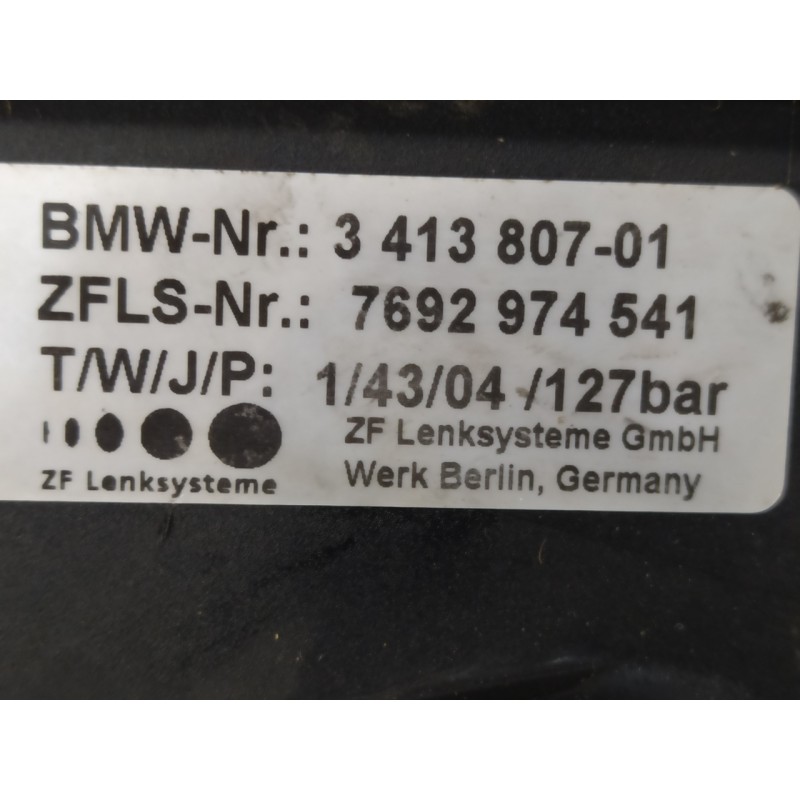 BMW-Nr.: 3 413 807-01
ZFLS-Nr.: 7692 974 541
T/W/J/P: 1/43/04 /127bar
ZF Lenksysteme GmbH
ZF Lenksysteme Werk Berlin, Germany